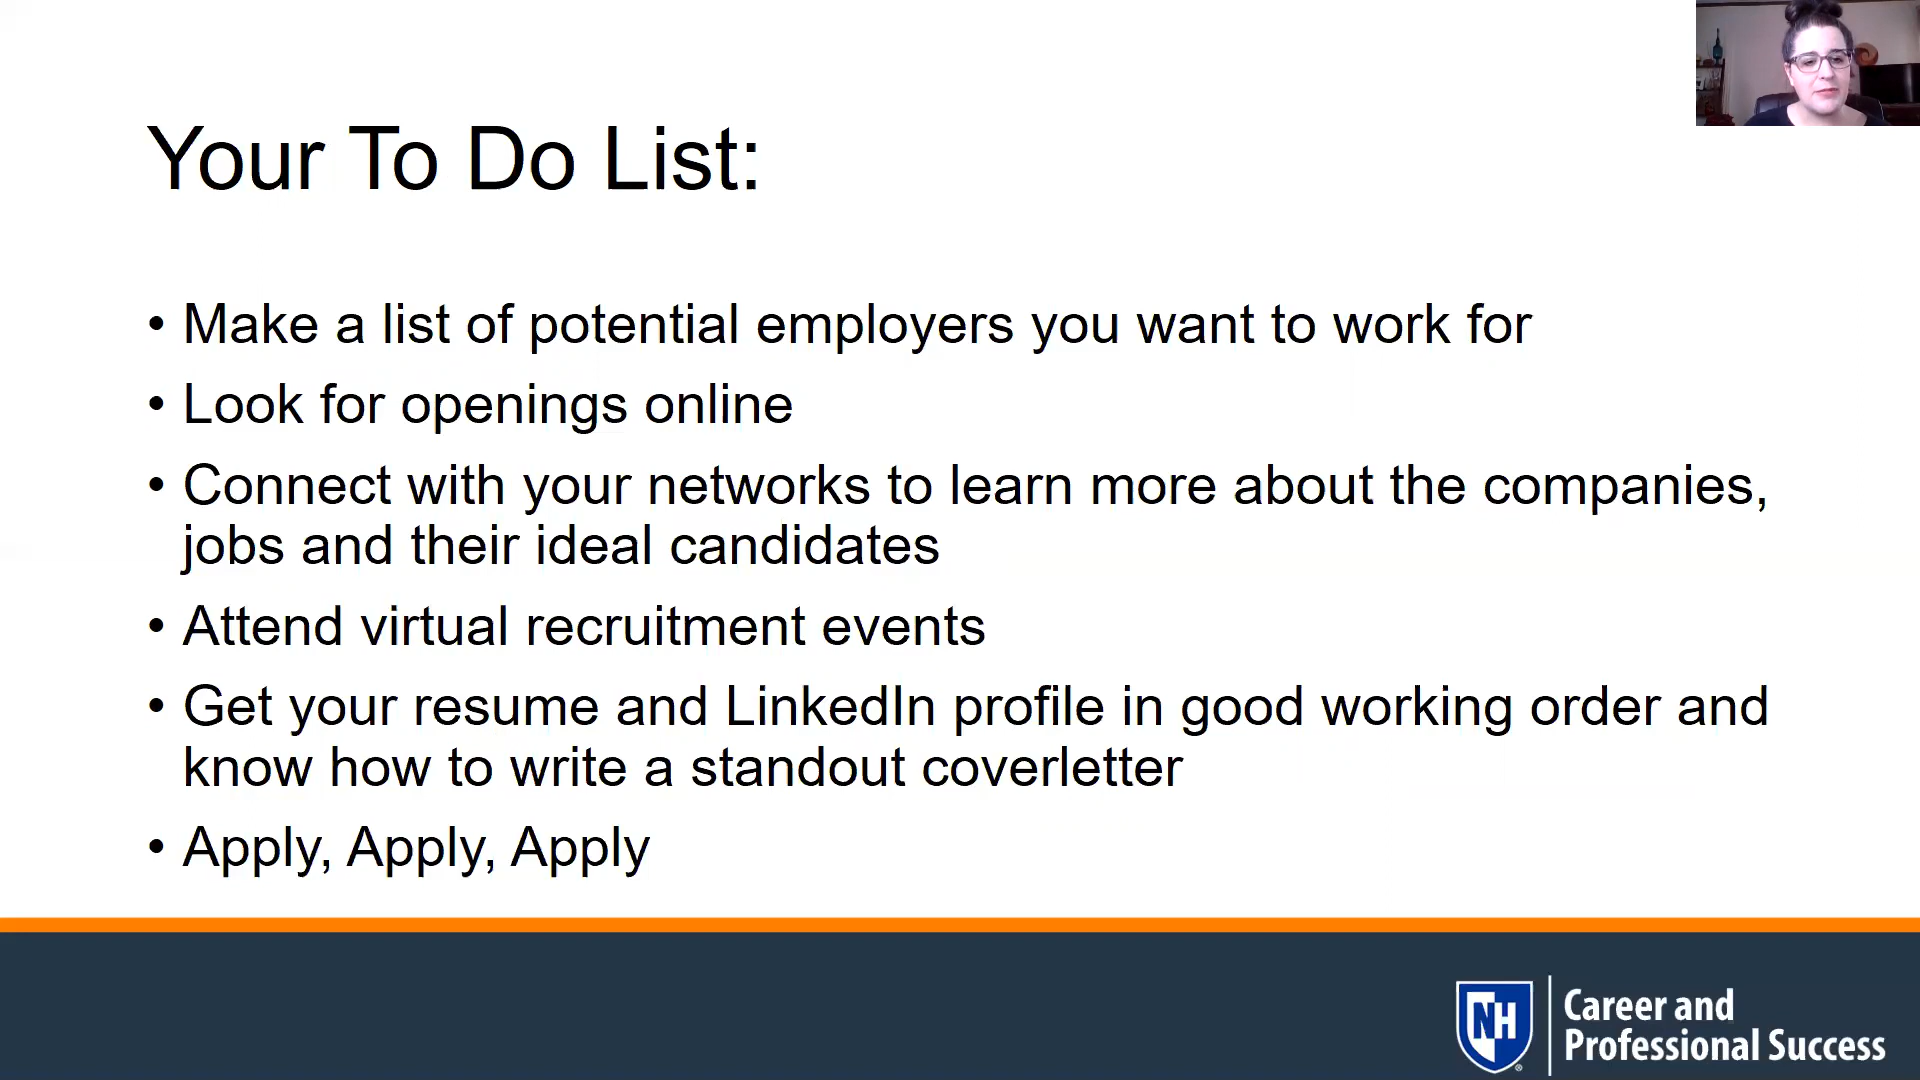 Your To Do List:
• Make a list of potential employers you want to work for
• Look for openings online
• Connect with your networks to learn more about the companies,
jobs and their ideal candidates
• Attend virtual recruitment events
• Get your resume and LinkedIn profile in good working order and
know how to write a standout coverletter
• Apply, Apply, Apply
NH
®
Career and
Professional Success